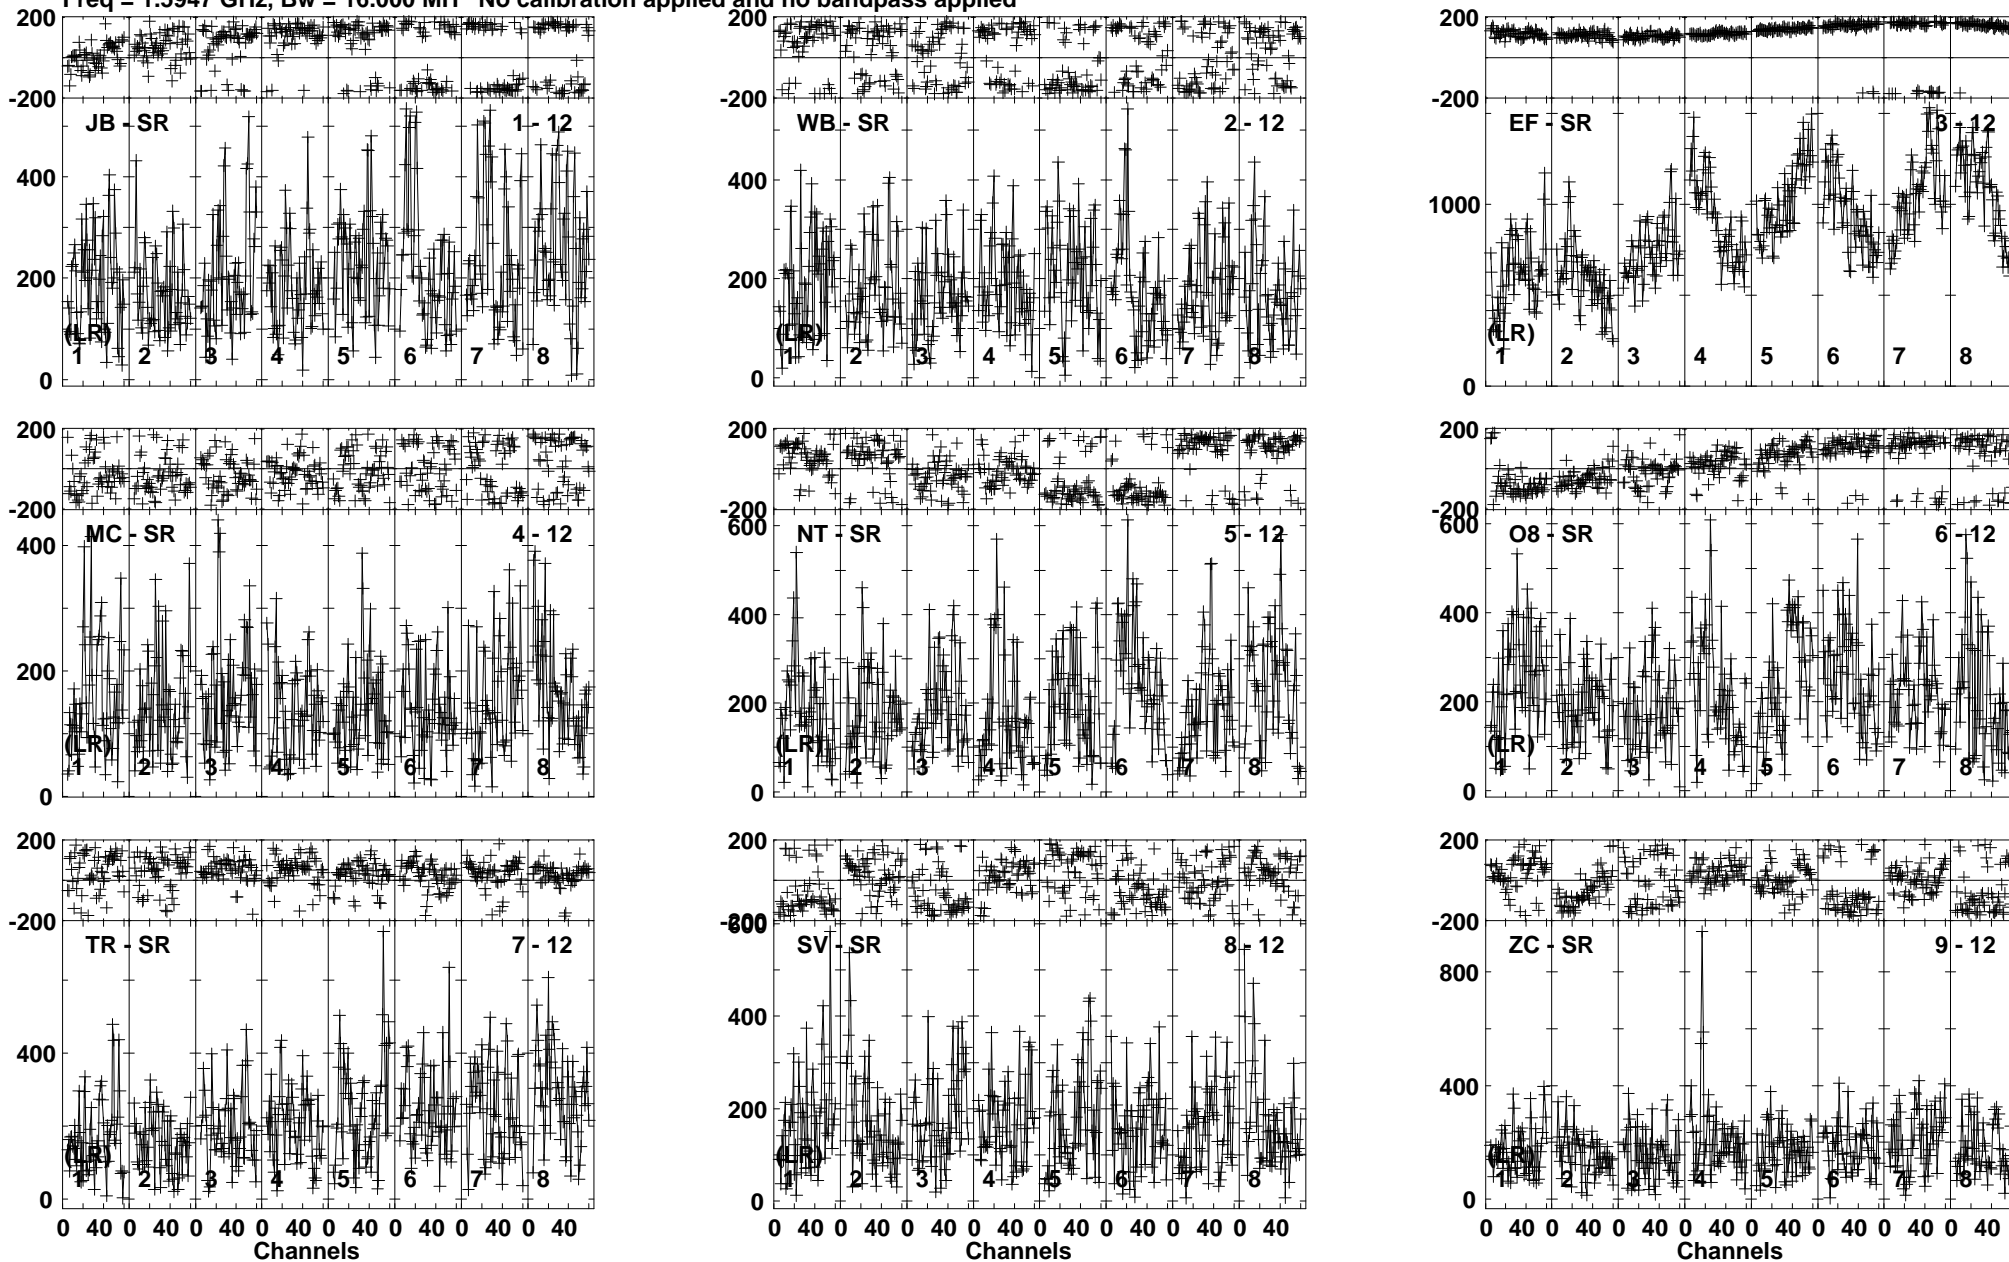 Freq = 1.5947 GHz, Bw = 16.000 MH No calibration applied and no bandpass applied
200
-200
JB - SR 1 - 12
400
200
0
(LR)
1 2 3 4 5 6 7 8
200
-200
WB - SR 2 - 12
400
200
0
(LR)
1 2 3 4 5 6 7 8
200
-200
EF - SR 3 - 12
1000
0
(LR)
1 2 3 4 5 6 7 8
200
-200
MC - SR 4 - 12
400
200
0
(LR)
1 2 3 4 5 6 7 8
200
-200
600
NT - SR 5 - 12
400
200
0
(LR)
1 2 3 4 5 6 7 8
200
-200
600
O8 - SR 6 - 12
400
200
0
(LR)
1 2 3 4 5 6 7 8
200
-200
TR - SR 7 - 12
400
0
(LR)
1 2 3 4 5 6 7 8
0 40 0 40 0 40 0 40 0 40 0 40 0 40 0 40
Channels
200
-200
600
SV - SR 8 - 12
400
200
0
(LR)
1 2 3 4 5 6 7 8
0 40 0 40 0 40 0 40 0 40 0 40 0 40 0 40
Channels
200
-200
ZC - SR 9 - 12
800
400
0
(LR)
1 2 3 4 5 6 7 8
0 40 0 40 0 40 0 40 0 40 0 40 0 40 0 40
Channels